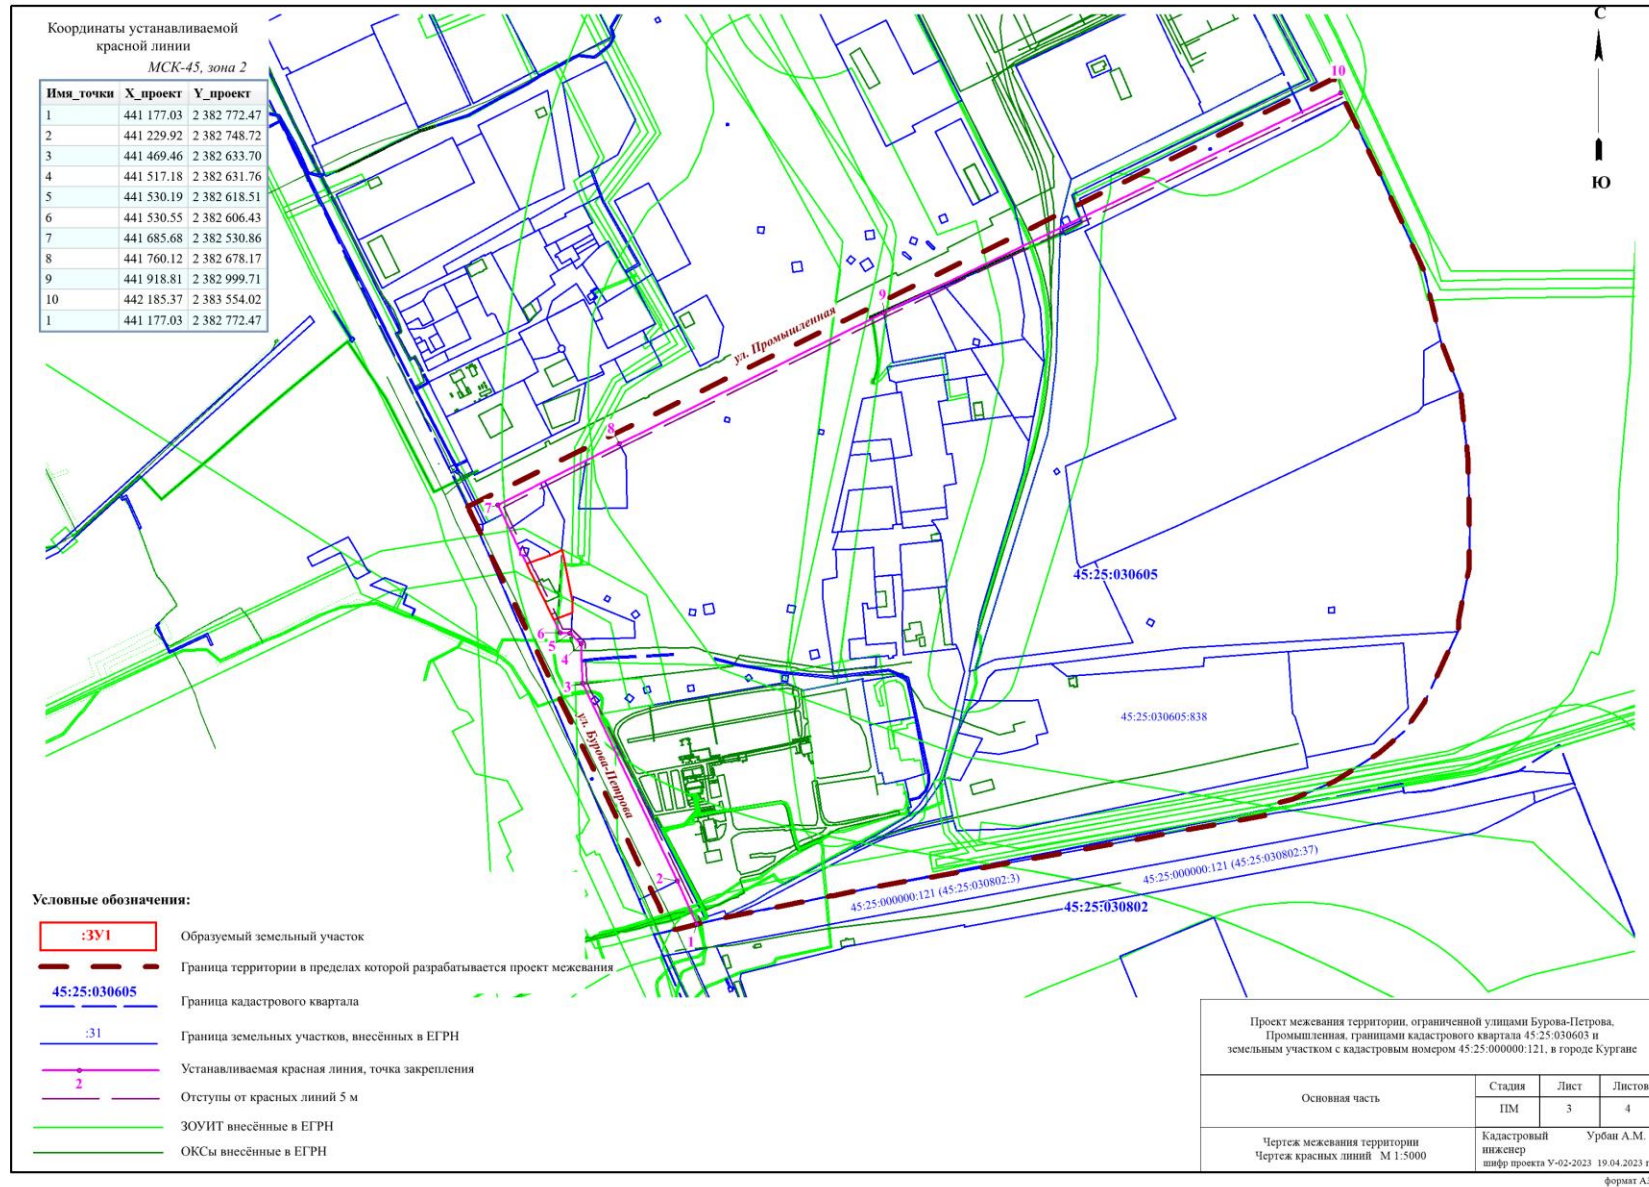 Координаты устанавливаемой
красной линии
МСК-45, зона 2
Имя_точки X_проект Y_проект
1 441 177.03 2 382 772.47
2 441 229.92 2 382 748.72
3 441 469.46 2 382 633.70
4 441 517.18 2 382 631.76
5 441 530.19 2 382 618.51
6 441 530.55 2 382 606.43
7 441 685.68 2 382 530.86
8 441 760.12 2 382 678.17
9 441 918.81 2 382 999.71
10 442 185.37 2 383 554.02
1 441 177.03 2 382 772.47
С
Ю
10
9
ул. Промышленная
8
7
45:25:030605
6
5
4
3
45:25:030605:838
ул. Бурова-Петрова
2
45:25:000000:121 (45:25:030802:37)
45:25:000000:121 (45:25:030802:3)
45:25:030802
1
Условные обозначения:
:ЗУ1 Образуемый земельный участок
Граница территории в пределах которой разрабатывается проект межевания
45:25:030605 Граница кадастрового квартала
:31 Граница земельных участков, внесённых в ЕГРН
Устанавливаемая красная линия, точка закрепления
2
Отступы от красных линий 5 м
ЗОУИТ внесённые в ЕГРН
ОКСы внесённые в ЕГРН
Проект межевания территории, ограниченной улицами Бурова-Петрова,
Промышленная, границами кадастрового квартала 45:25:030603 и
земельным участком с кадастровым номером 45:25:000000:121, в городе Кургане
Основная часть
Стадия Лист Листов
ПМ 3 4
Чертеж межевания территории
Чертеж красных линий М 1:5000
Кадастровый Урбан А.М.
инженер
шифр проекта У-02-2023 19.04.2023 г
формат А3